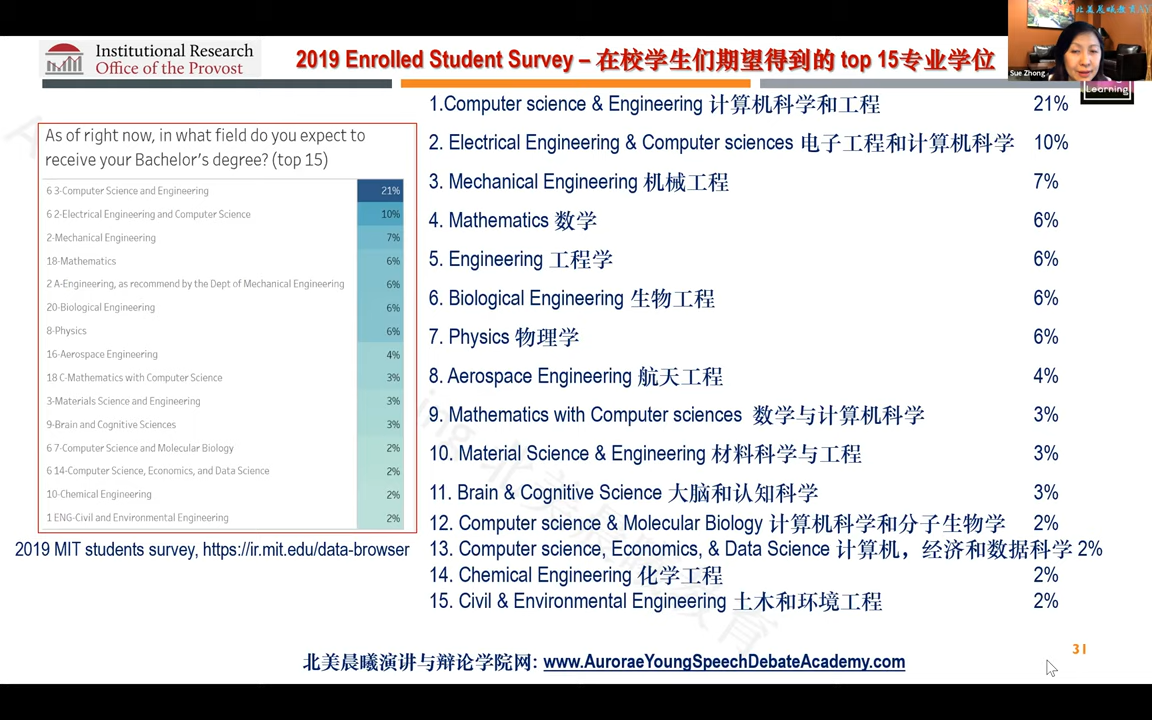 北美晨曦教育
Institutional Research
Office of the Provost
2019 Enrolled Student Survey – 在校学生们期望得到的 top 15专业学位
Sue Zhong
Learning
As of right now, in what field do you expect to
receive your Bachelor's degree? (top 15)
6 3-Computer Science and Engineering 21%
6 2-Electrical Engineering and Computer Science 10%
2-Mechanical Engineering 7%
18-Mathematics 6%
2 A-Engineering, as recommend by the Dept of Mechanical Engineering 6%
20-Biological Engineering 6%
8-Physics 6%
16-Aerospace Engineering 4%
18 C-Mathematics with Computer Science 3%
3-Materials Science and Engineering 3%
9-Brain and Cognitive Sciences 3%
6 7-Computer Science and Molecular Biology 2%
6 14-Computer Science, Economics, and Data Science 2%
10-Chemical Engineering 2%
1 ENG-Civil and Environmental Engineering 2%
2019 MIT students survey, https://ir.mit.edu/data-browser
1.Computer science & Engineering 计算机科学和工程 21%
2. Electrical Engineering & Computer sciences 电子工程和计算机科学 10%
3. Mechanical Engineering 机械工程 7%
4. Mathematics 数学 6%
5. Engineering 工程学 6%
6. Biological Engineering 生物工程 6%
7. Physics 物理学 6%
8. Aerospace Engineering 航天工程 4%
9. Mathematics with Computer sciences 数学与计算机科学 3%
10. Material Science & Engineering 材料科学与工程 3%
11. Brain & Cognitive Science 大脑和认知科学 3%
12. Computer science & Molecular Biology 计算机科学和分子生物学 2%
13. Computer science, Economics, & Data Science 计算机，经济和数据科学 2%
14. Chemical Engineering 化学工程 2%
15. Civil & Environmental Engineering 土木和环境工程 2%
31
北美晨曦演讲与辩论学院网: www.AuroraeYoungSpeechDebateAcademy.com